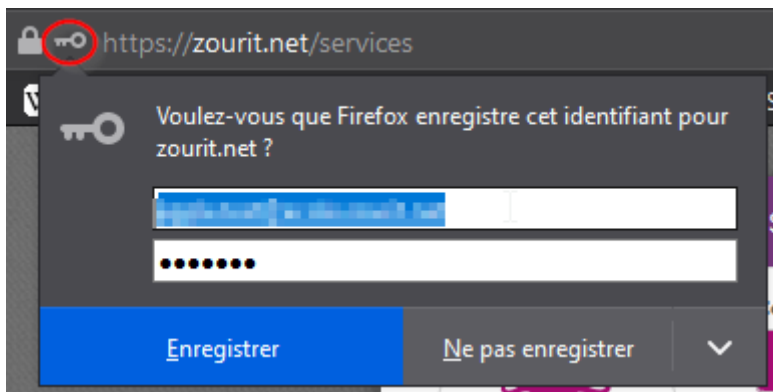 https://zourit.net/services
Voulez-vous que Firefox enregistre cet identifiant pour
zourit.net ?
•••••••
Enregistrer
Ne pas enregistrer